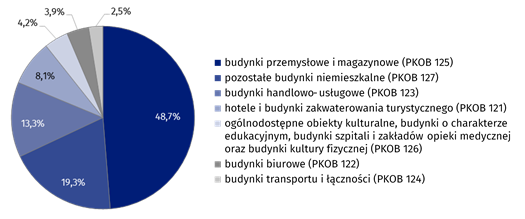 3,9%
2,5%
4,2%
8,1%
13,3%
19,3%
48,7%
budynki przemysłowe i magazynowe (PKOB 125)
pozostałe budynki niemieszkalne (PKOB 127)
budynki handlowo-usługowe (PKOB 123)
hotele i budynki zakwaterowania turystycznego (PKOB 121)
ogólnodostępne obiekty kulturalne, budynki o charakterze
edukacyjnym, budynki szpitali i zakładów opieki medycznej
oraz budynki kultury fizycznej (PKOB 126)
budynki biurowe (PKOB 122)
budynki transportu i łączności (PKOB 124)